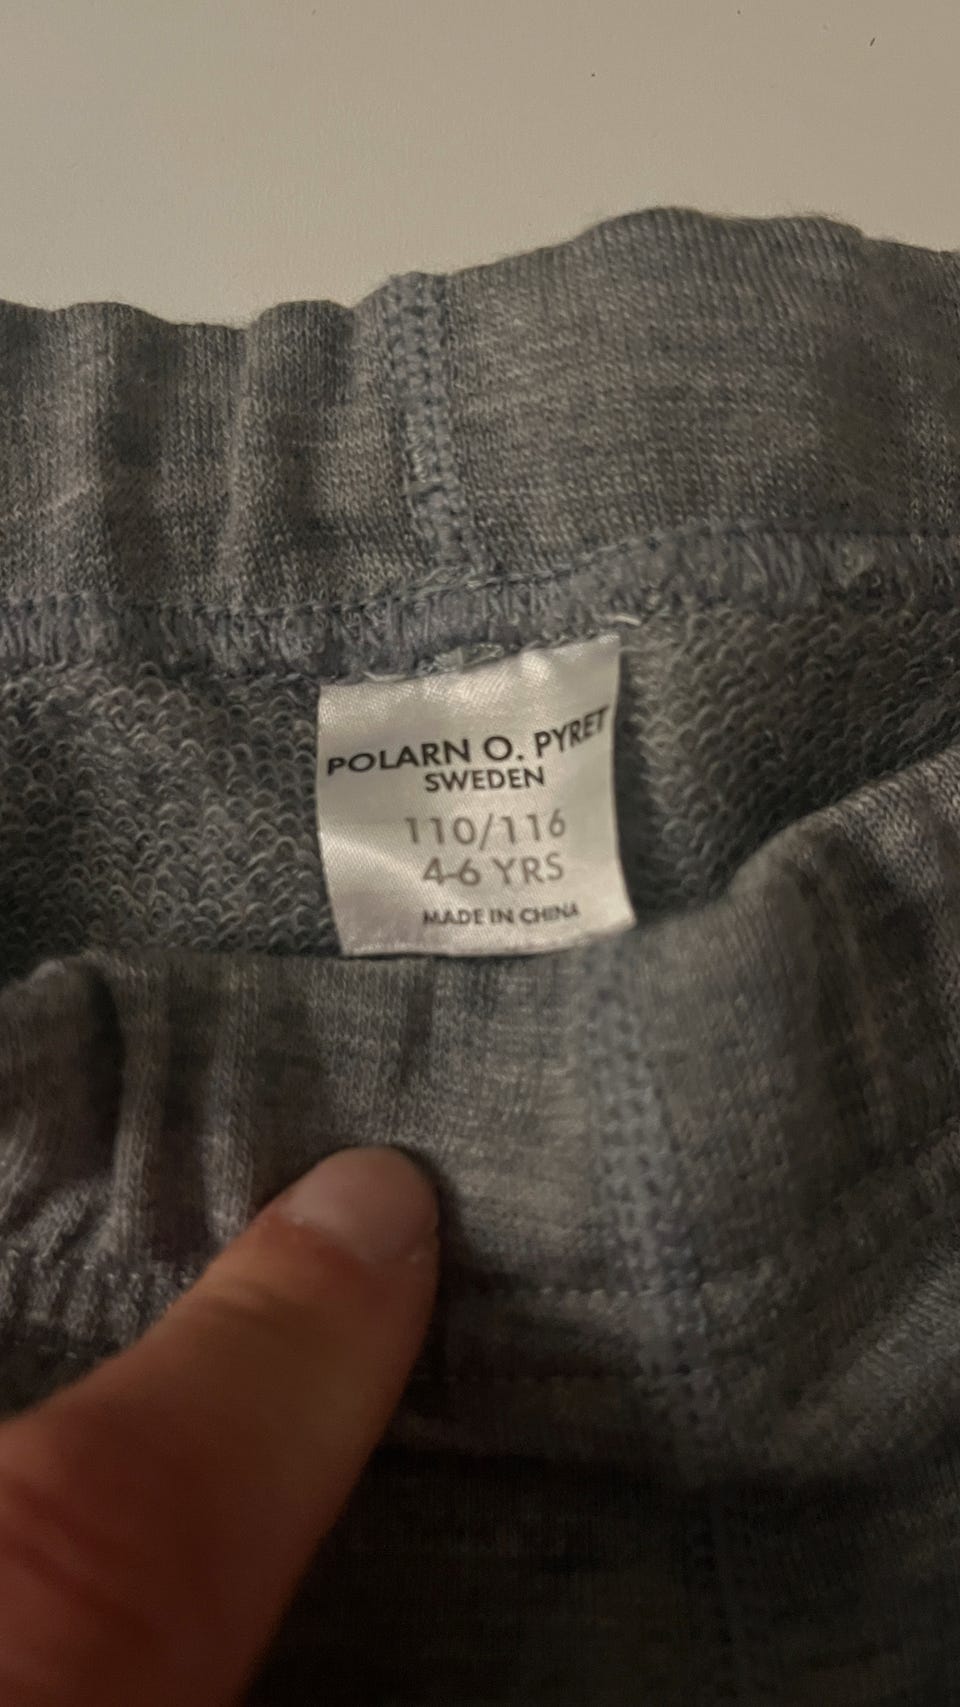 POLARN O. PYRET
SWEDEN
110/116
4-6 YRS
MADE IN CHINA